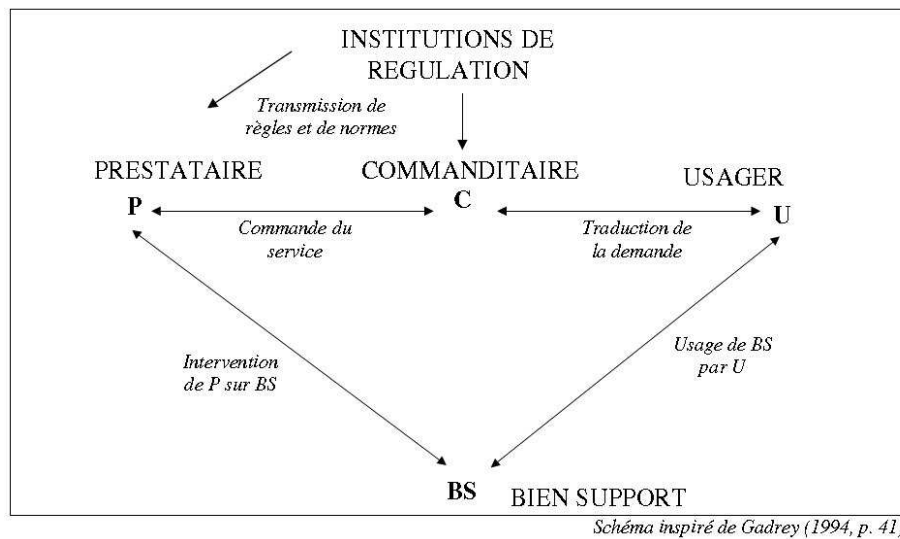 INSTITUTIONS DE
REGULATION
Transmission de
règles et de normes
PRESTATAIRE
COMMANDITAIRE
USAGER
P
C
U
Commande du
service
Traduction de
la demande
Intervention
de P sur BS
Usage de BS
par U
BS
BIEN SUPPORT
Schéma inspiré de Gadrey (1994, p. 41)